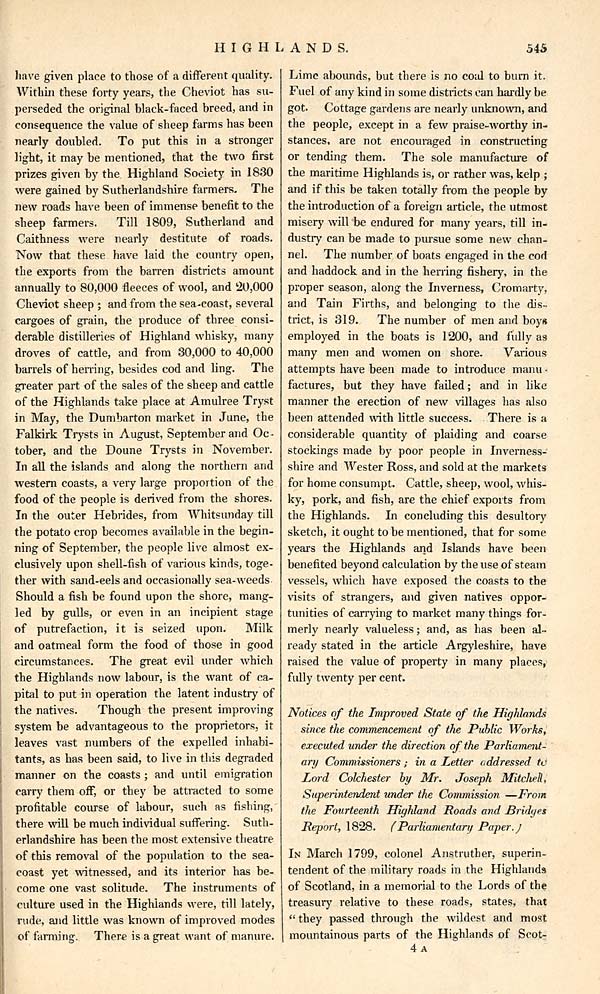 HIGHLANDS.
545
have given place to those of a different quality.
Within these forty years, the Cheviot has su-
perseded the original black-faced breed, and in
consequence the value of sheep farms has been
nearly doubled. To put this in a stronger
light, it may be mentioned, that the two first
prizes given by the Highland Society in 1830
were gained by Sutherlandshire farmers. The
new roads have been of immense benefit to the
sheep farmers. Till 1809, Sutherland and
Caithness were nearly destitute of roads.
Now that these have laid the country open,
the exports from the barren districts amount
annually to 80,000 fleeces of wool, and 20,000
Cheviot sheep ; and from the sea-coast, several
cargoes of grain, the produce of three consi-
derable distilleries of Highland whisky, many
droves of cattle, and from 30,000 to 40,000
barrels of herring, besides cod and ling. The
greater part of the sales of the sheep and cattle
of the Highlands take place at Amulree Tryst
in May, the Dumbarton market in June, the
Falkirk Trysts in August, September and Oc-
tober, and the Doune Trysts in November.
In all the islands and along the northern and
western coasts, a very large proportion of the
food of the people is derived from the shores.
In the outer Hebrides, from Whitsunday till
the potato crop becomes available in the begin-
ning of September, the people live almost ex-
clusively upon shell-fish of various kinds, toge-
ther with sand-eels and occasionally sea-weeds
Should a fish be found upon the shore, mang-
led by gulls, or even in an incipient stage
of putrefaction, it is seized upon. Milk
and oatmeal form the food of those in good
circumstances. The great evil under which
the Highlands now labour, is the want of ca-
pital to put in operation the latent industry of
the natives. Though the present improving
system be advantageous to the proprietors, it
leaves vast numbers of the expelled inhabi-
tants, as has been said, to live in this degraded
manner on the coasts ; and until emigration
carry them off, or they be attracted to some
profitable course of labour, such as fishing,
there will be much individual suffering. Suth-
erlandshire has been the most extensive theatre
of this removal of the population to the sea-
coast yet witnessed, and its interior has be-
come one vast solitude. The instruments of
culture used in the Highlands were, till lately,
rude, and little was known of improved modes
of farming. There is a great want of manure.
Lime abounds, but there is no coal to burn it.
Fuel of any kind in some districts can hardly be
got. Cottage gardens are nearly unknown, and
the people, except in a few praise-worthy in-
stances, are not encouraged in constructing
or tending them. The sole manufacture of
the maritime Highlands is, or rather was, kelp ;
and if this be taken totally from the people by
the introduction of a foreign article, the utmost
misery will be endured for many years, till in-
dustry can be made to pursue some new chan-
nel. The number of boats engaged in the cod
and haddock and in the herring fishery, in the
proper season, along the Inverness, Cromarty,
and Tain Firths, and belonging to the dis-
trict, is 319. The number of men and boys
employed in the boats is 1200, and fully as
many men and women on shore. Various
attempts have been made to introduce manu-
factures, but they have failed ; and in like
manner the erection of new villages has also
been attended with little success. There is a
considerable quantity of plaiding and coarse
stockings made by poor people in Inverness-
shire and Wester Ross, and sold at the markets
for home consumpt. Cattle, sheep, wool, whis-
ky, pork, and fish, are the chief exports from
the Highlands. In concluding this desultory
sketch, it ought to be mentioned, that for some
years the Highlands and Islands have been
benefited beyond calculation by the use of steam
vessels, which have exposed the coasts to the
visits of strangers, and given natives oppor-
tunities of carrying to market many things for-
merly nearly valueless ; and, as has been al-
ready stated in the article Argyleshire, have
raised the value of property in many places,
fully twenty per cent.
Notices of the Improved State of the Highlands
since the commencement of the Public Works,
executed under the direction of the Parliament-
ary Commissioners ; in a Letter addressed to
Lord Colchester by Mr. Joseph Mitchell,
Superintendent under the Commission —From
the Fourteenth Highland Roads and Bridges
Report, 1828. (Parliamentary Paper.)
IN March 1799, colonel Anstruther, superin-
tendent of the military roads in the Highlands
of Scotland, in a memorial to the Lords of the
treasury relative to these roads, states, that
“ they passed through the wildest and most
mountainous parts of the Highlands of Scot-
4 A